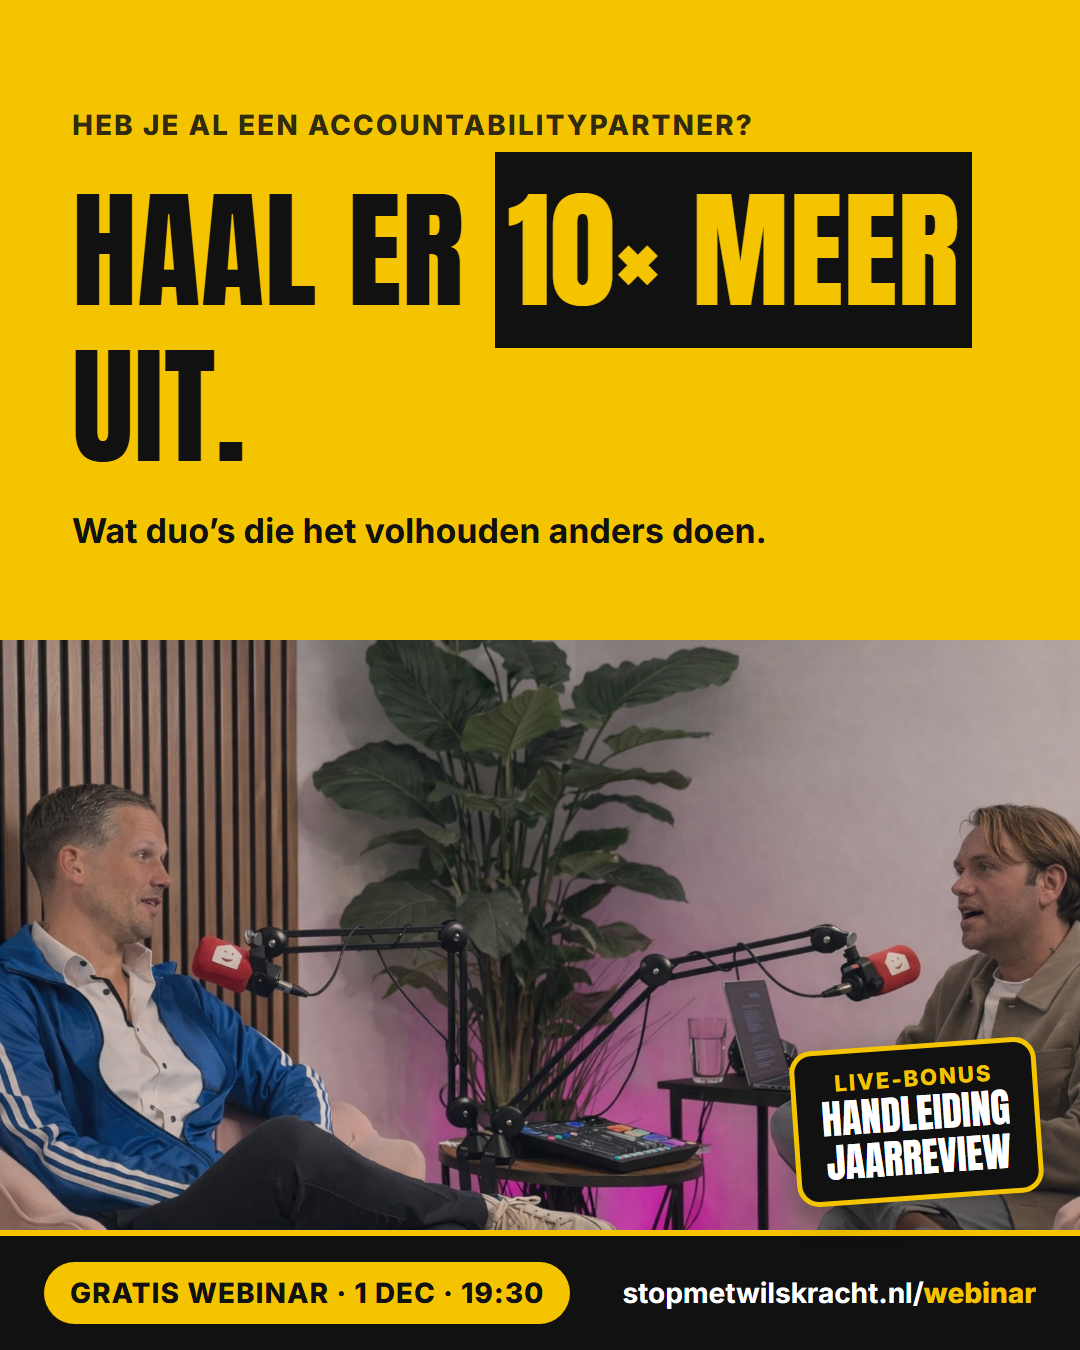 HEB JE AL EEN ACCOUNTABILITYPARTNER?
HAAL ER 10× MEER
UIT.
Wat duo’s die het volhouden anders doen.
LIVE-BONUS
HANDLEIDING
JAARREVIEW
GRATIS WEBINAR · 1 DEC · 19:30
stopmetwilskracht.nl/webinar